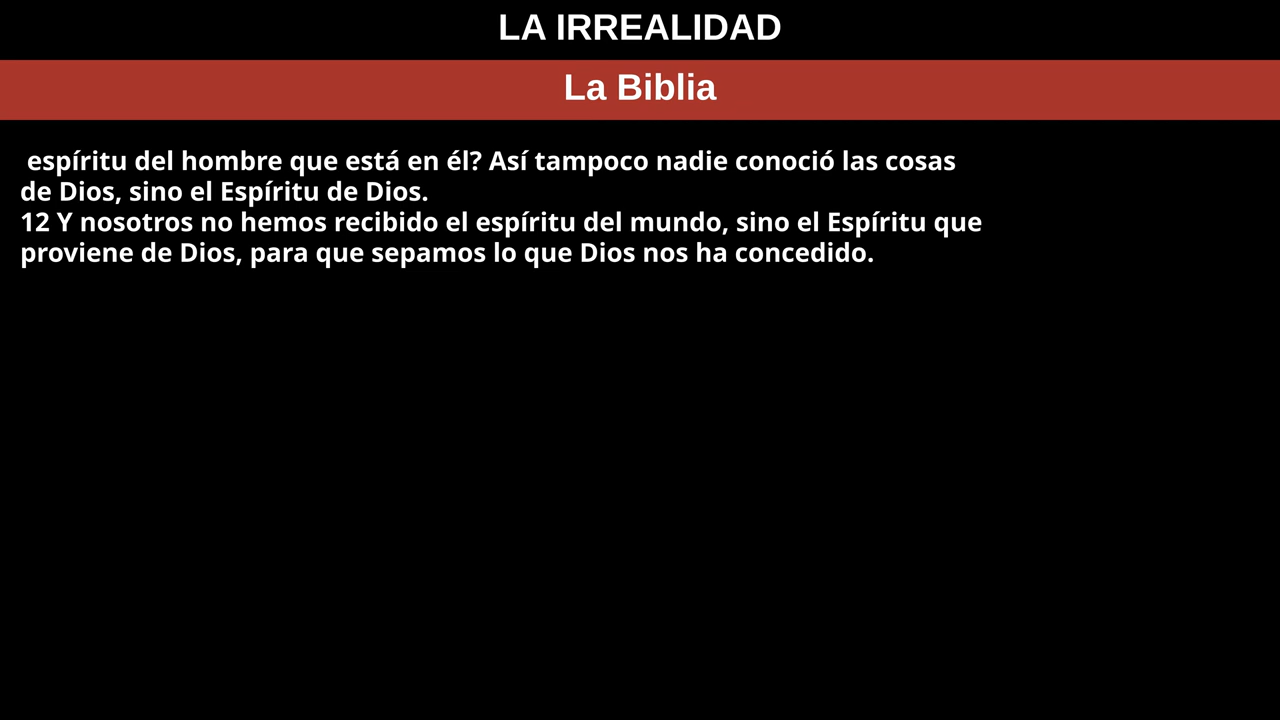 LA IRREALIDAD
La Biblia
espíritu del hombre que está en él? Así tampoco nadie conoció las cosas
de Dios, sino el Espíritu de Dios.
12 Y nosotros no hemos recibido el espíritu del mundo, sino el Espíritu que
proviene de Dios, para que sepamos lo que Dios nos ha concedido.